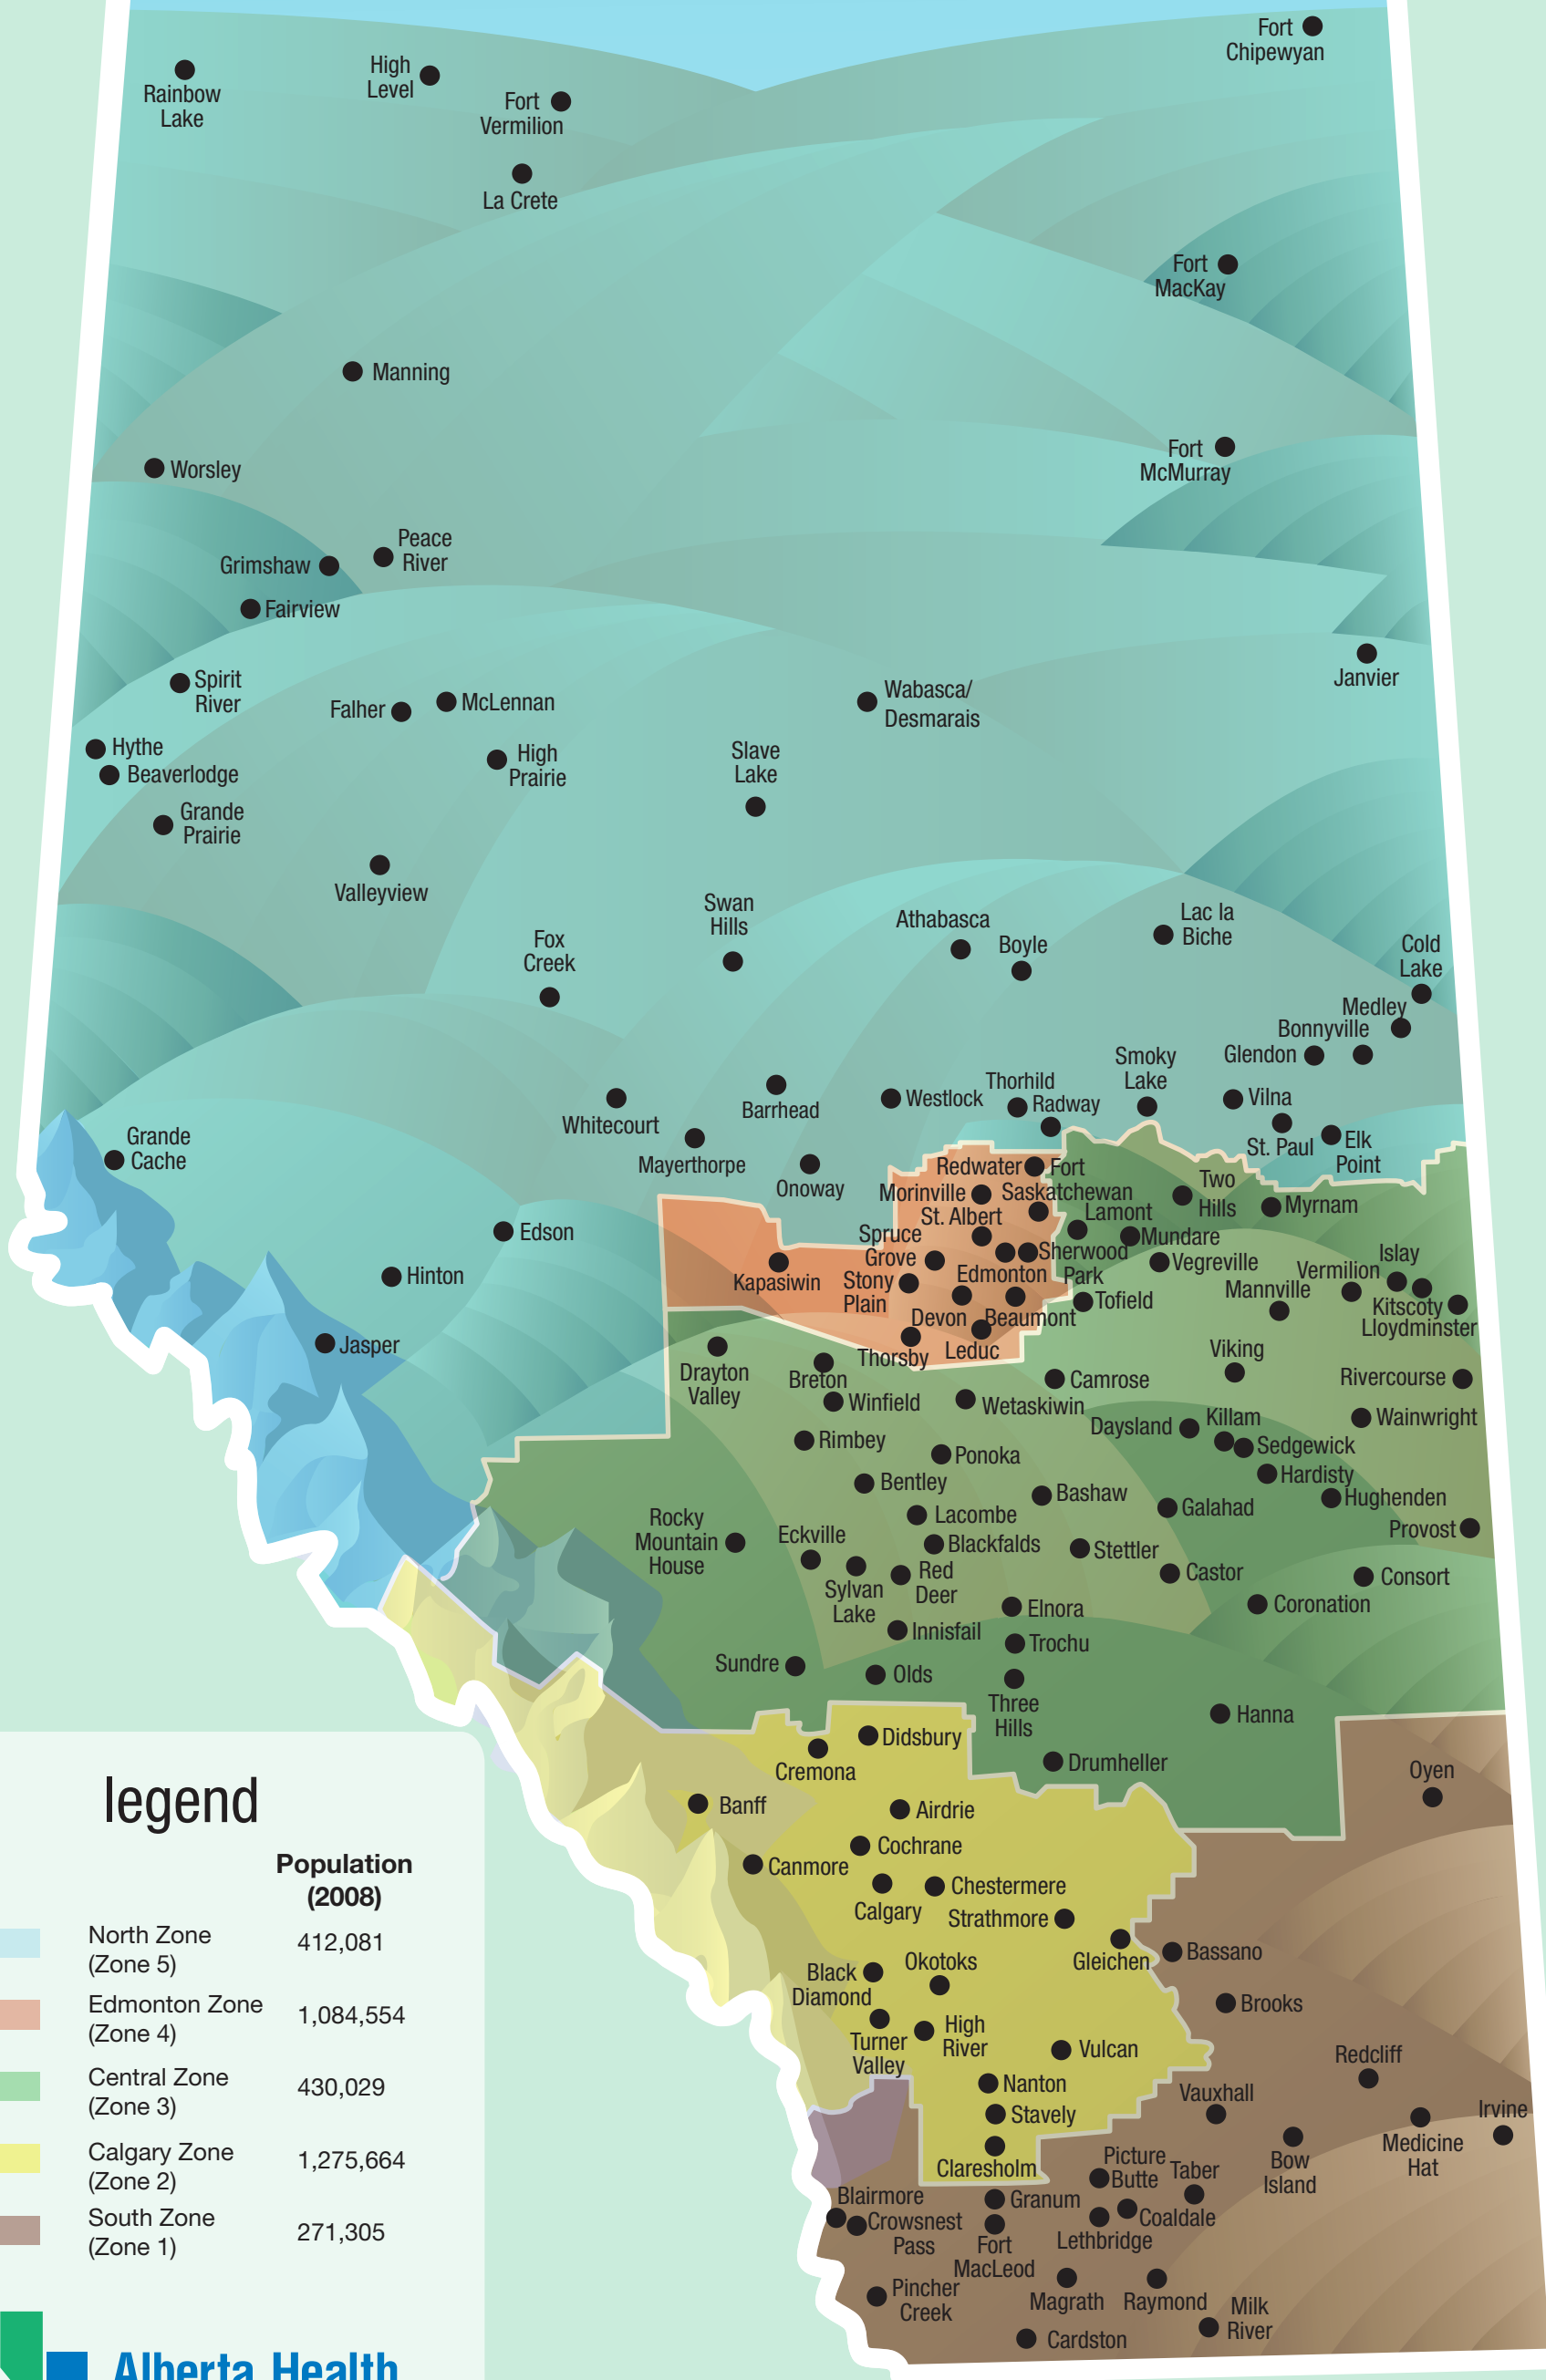 Fort
Chipewyan
High
Level
Rainbow
Lake
Fort
Vermilion
La Crete
Fort
MacKay
Manning
Fort
McMurray
Worsley
Peace
River
Grimshaw
Fairview
Janvier
Spirit
River
Falher
McLennan
Wabasca/
Desmarais
Hythe
Beaverlodge
High
Prairie
Slave
Lake
Grande
Prairie
Valleyview
Swan
Hills
Athabasca
Boyle
Lac la
Biche
Fox
Creek
Cold
Lake
Medley
Bonnyville
Glendon
Smoky
Lake
Thorhild
Radway
Westlock
Vilna
Barrhead
Whitecourt
St. Paul
Elk
Point
Grande
Cache
Mayerthorpe
Onoway
Redwater
Fort
Saskatchewan
Morinville
St. Albert
Two
Hills
Myrnam
Lamont
Mundare
Edson
Spruce
Grove
Sherwood
Park
Vegreville
Islay
Hinton
Kapasiwin
Stony
Plain
Edmonton
Vermilion
Mannville
Kitscoty
Lloydminster
Tofield
Devon
Beaumont
Jasper
Thorsby
Leduc
Drayton
Valley
Breton
Viking
Camrose
Rivercourse
Winfield
Wetaskiwin
Wainwright
Daysland
Killam
Sedgewick
Rimbey
Ponoka
Hardisty
Bentley
Bashaw
Hughenden
Galahad
Lacombe
Provost
Rocky
Mountain
House
Eckville
Blackfalds
Stettler
Sylvan
Lake
Red
Deer
Castor
Consort
Elnora
Coronation
Innisfail
Trochu
Sundre
Olds
Three
Hills
Hanna
Didsbury
Cremona
Drumheller
Oyen
Banff
Airdrie
Cochrane
Canmore
Calgary
Chestermere
Strathmore
Gleichen
Bassano
Okotoks
Black
Diamond
Brooks
Turner
Valley
High
River
Vulcan
Redcliff
Nanton
Vauxhall
Stavely
Irvine
Medicine
Hat
Bow
Island
Claresholm
Picture
Butte
Taber
Granum
Coaldale
Blairmore
Crowsnest
Pass
Fort
MacLeod
Lethbridge
Pincher
Creek
Magrath
Raymond
Milk
River
Cardston
legend
Population
(2008)
North Zone 412,081
(Zone 5)
Edmonton Zone 1,084,554
(Zone 4)
Central Zone 430,029
(Zone 3)
Calgary Zone 1,275,664
(Zone 2)
South Zone 271,305
(Zone 1)
Alberta Health